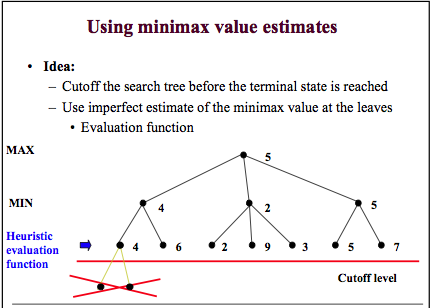 Using minimax value estimates
• Idea:
– Cutoff the search tree before the terminal state is reached
– Use imperfect estimate of the minimax value at the leaves
• Evaluation function
MAX
5
MIN
4 2 5
Heuristic
evaluation
function
4 6 2 9 3 5 7
Cutoff level